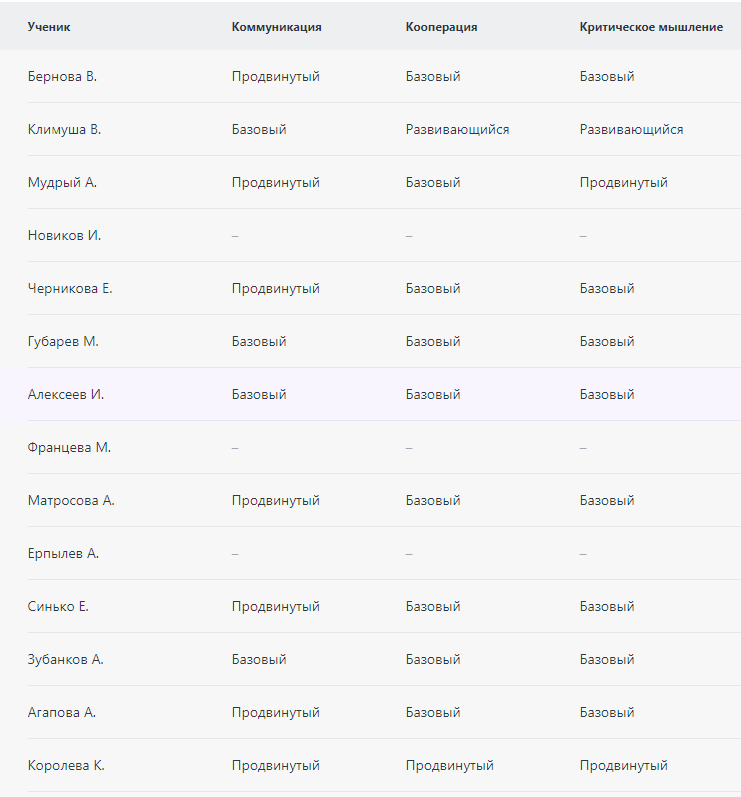 Ученик Коммуникация Кооперация Критическое мышление
Бернова В. Продвинутый Базовый Базовый
Климуша В. Базовый Развивающийся Развивающийся
Мудрый А. Продвинутый Базовый Продвинутый
Новиков И. – – –
Черникова Е. Продвинутый Базовый Базовый
Губарев М. Базовый Базовый Базовый
Алексеев И. Базовый Базовый Базовый
Францева М. – – –
Матросова А. Продвинутый Базовый Базовый
Ерпылев А. – – –
Синько Е. Продвинутый Базовый Базовый
Зубанков А. Базовый Базовый Базовый
Агапова А. Продвинутый Базовый Базовый
Королева К. Продвинутый Продвинутый Продвинутый